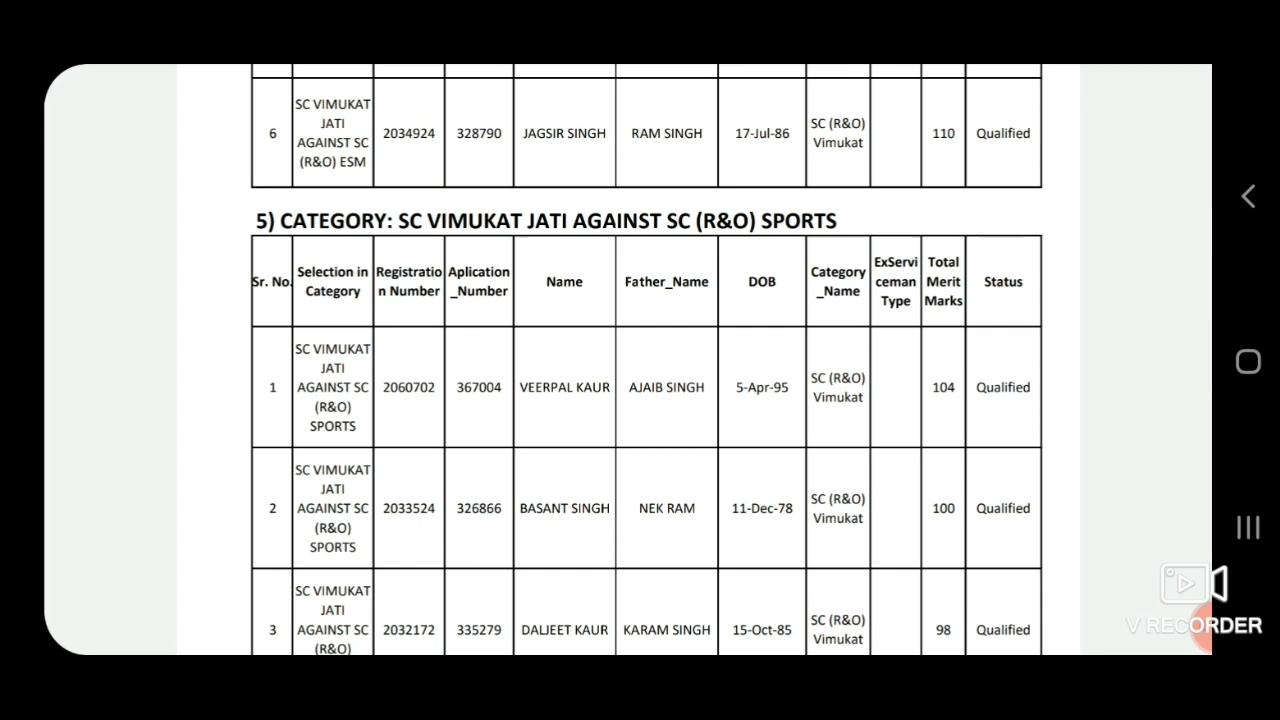 6 SC VIMUKAT JATI AGAINST SC (R&O) ESM 2034924 328790 JAGSIR SINGH RAM SINGH 17-Jul-86 SC (R&O) Vimukat 110 Qualified
5) CATEGORY: SC VIMUKAT JATI AGAINST SC (R&O) SPORTS
Sr. No. Selection in Category Registratio n Number Aplication _Number Name Father_Name DOB Category _Name ExServi ceman Type Total Merit Marks Status
1 SC VIMUKAT JATI AGAINST SC (R&O) SPORTS 2060702 367004 VEERPAL KAUR AJAIB SINGH 5-Apr-95 SC (R&O) Vimukat 104 Qualified
2 SC VIMUKAT JATI AGAINST SC (R&O) SPORTS 2033524 326866 BASANT SINGH NEK RAM 11-Dec-78 SC (R&O) Vimukat 100 Qualified
3 SC VIMUKAT JATI AGAINST SC (R&O) 2032172 335279 DALJEET KAUR KARAM SINGH 15-Oct-85 SC (R&O) Vimukat 98 Qualified
V RECORDER